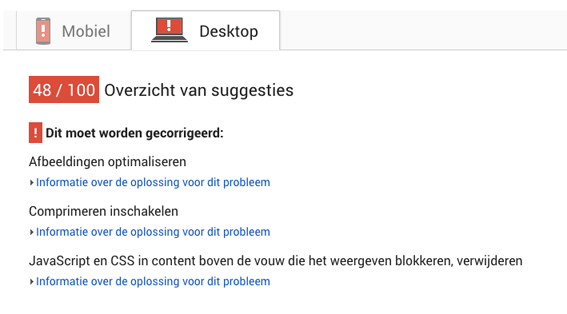 Mobiel
Desktop
48 / 100 Overzicht van suggesties
! Dit moet worden gecorrigeerd:
Afbeeldingen optimaliseren
Informatie over de oplossing voor dit probleem
Comprimeren inschakelen
Informatie over de oplossing voor dit probleem
JavaScript en CSS in content boven de vouw die het weergeven blokkeren, verwijderen
Informatie over de oplossing voor dit probleem